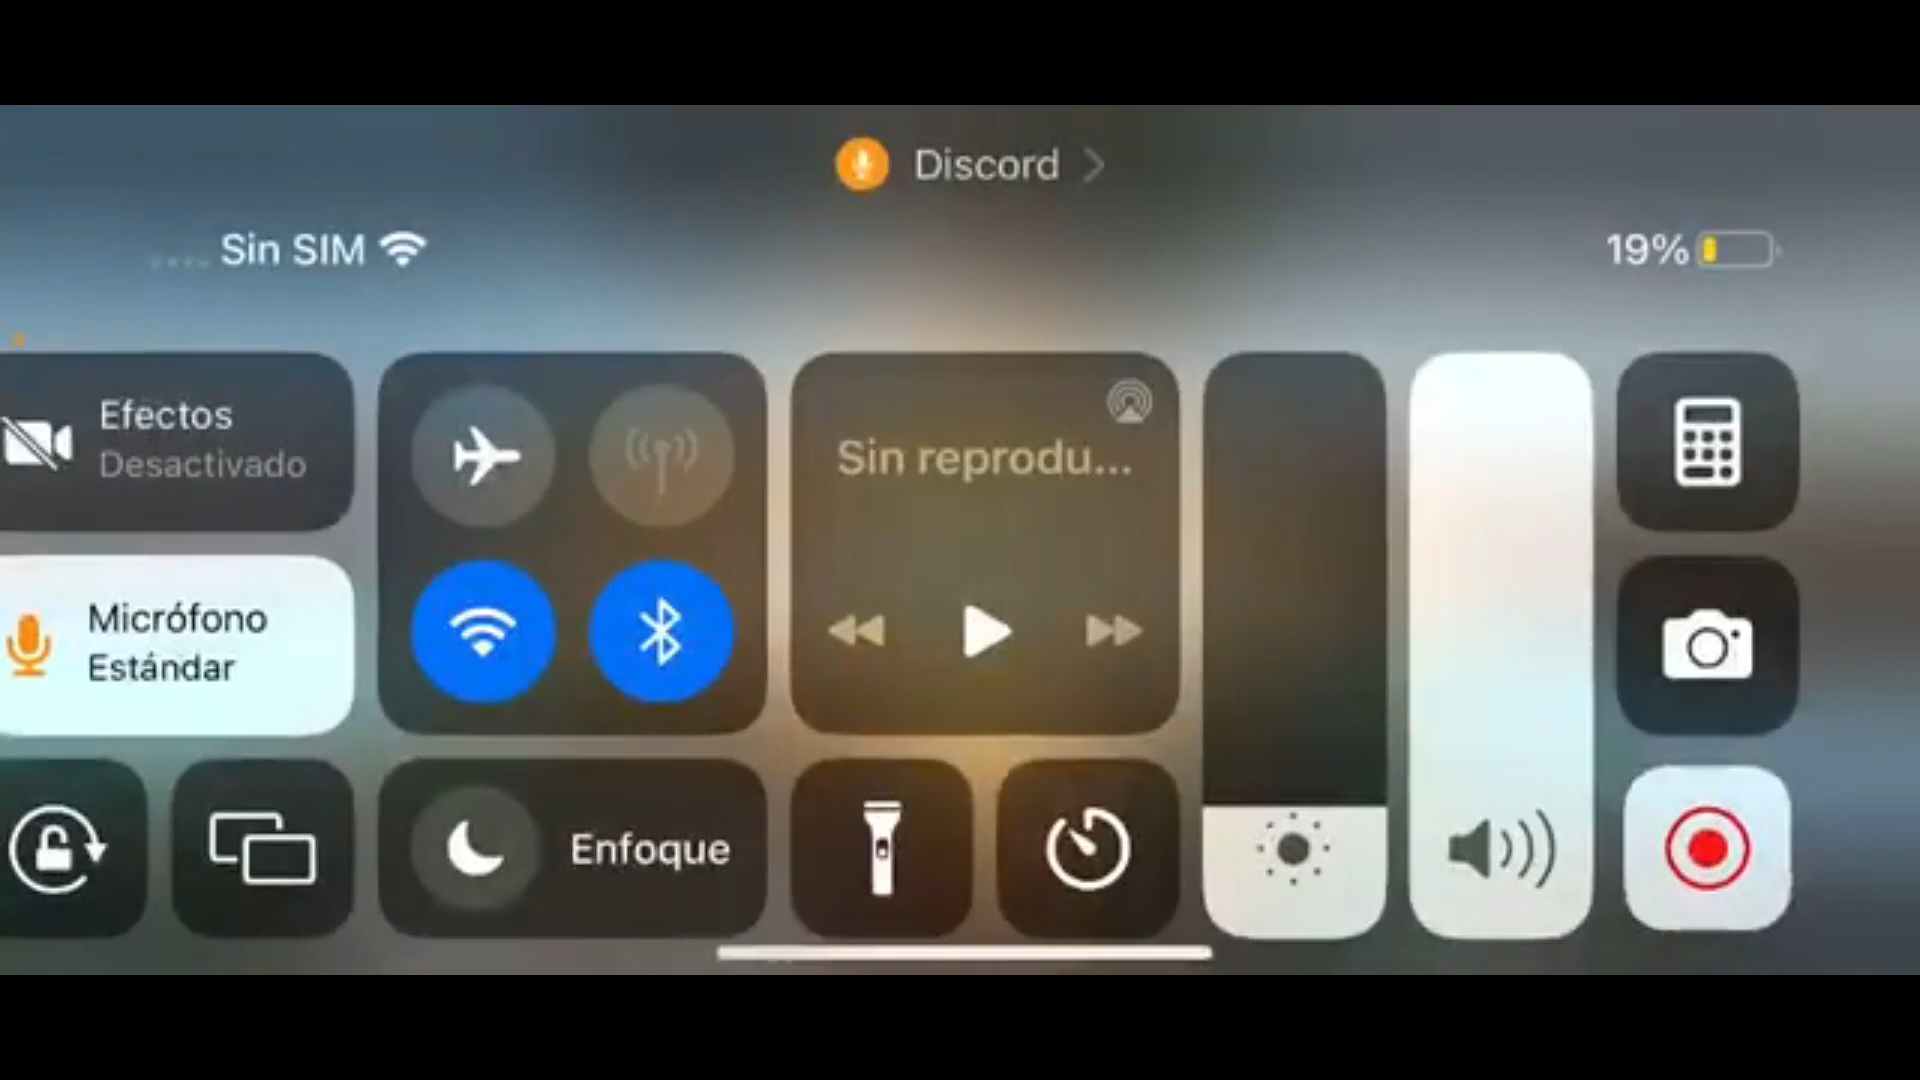 Discord
Sin SIM
19%
Efectos
Desactivado
Sin reprodu...
Micrófono
Estándar
Enfoque